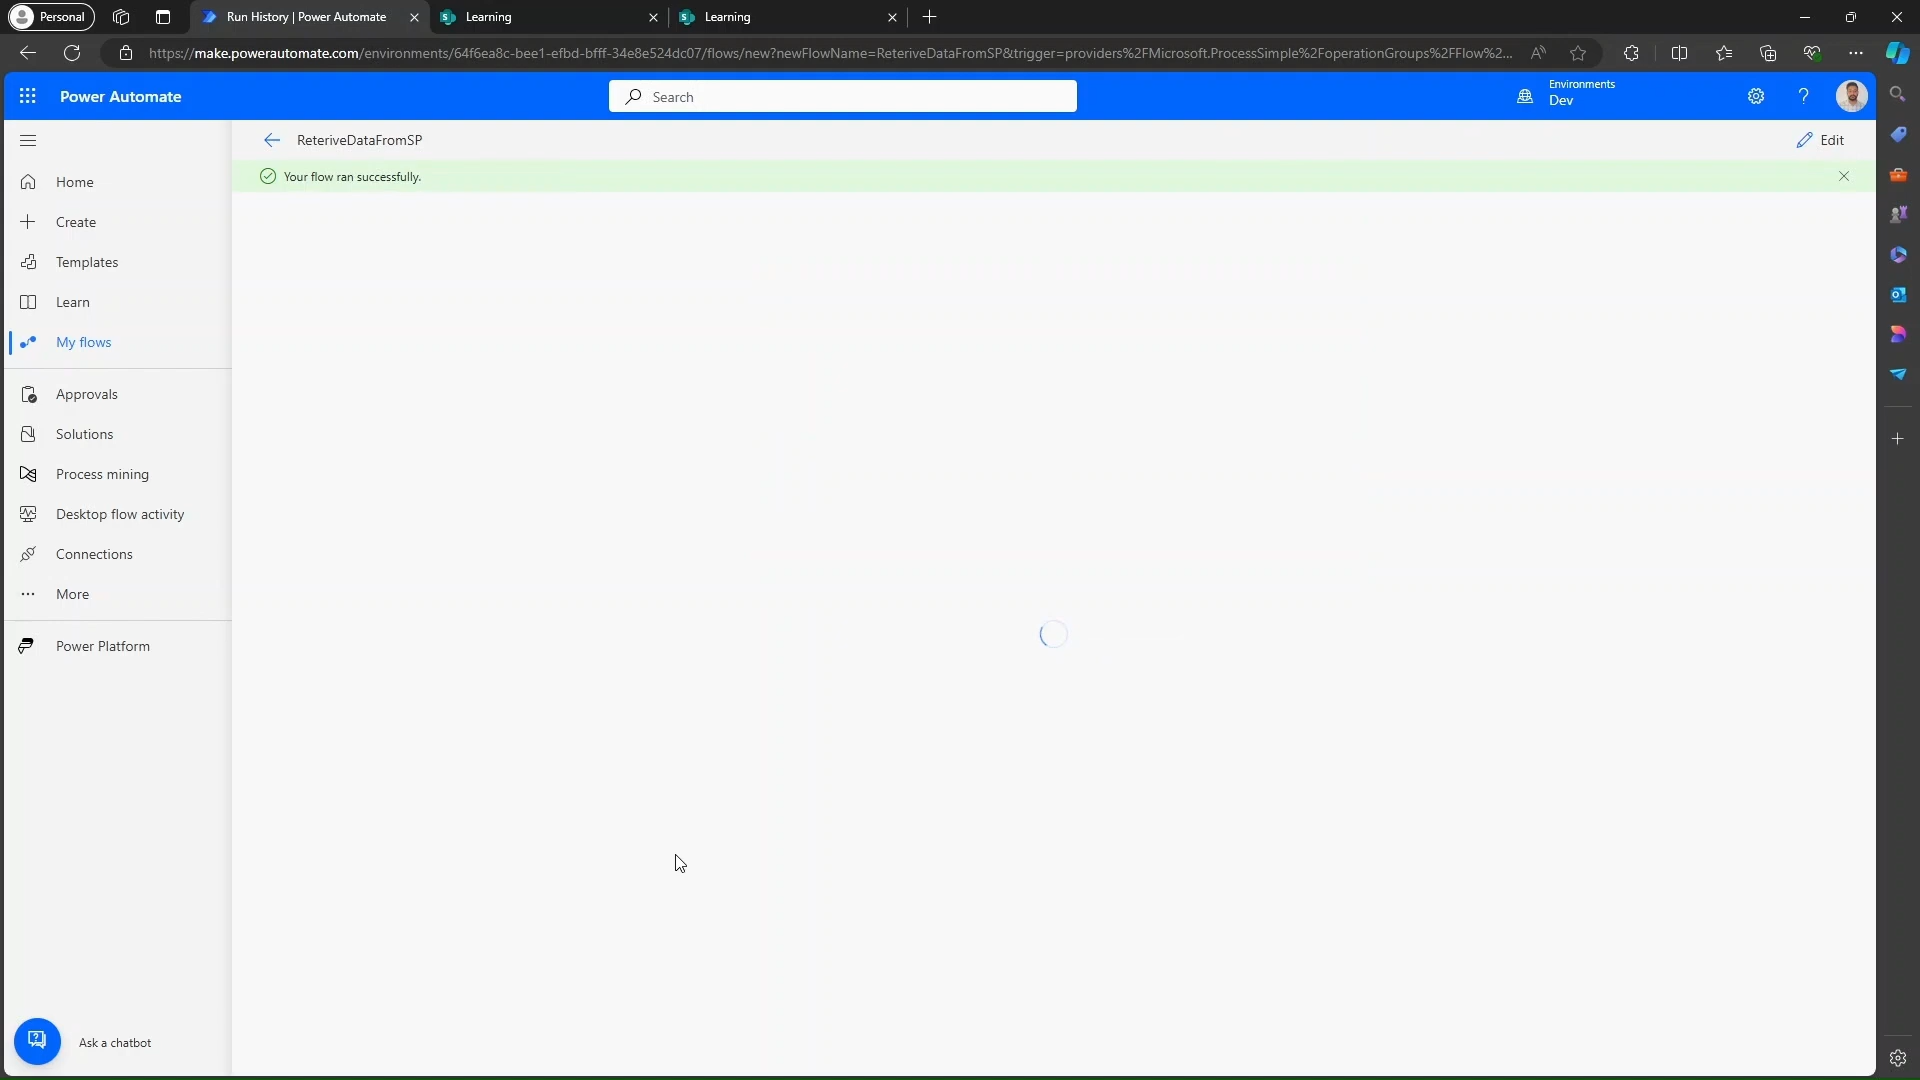 Personal
Run History | Power Automate
Learning
Learning
https://make.powerautomate.com/environments/64f6ea8c-bee1-efbd-bfff-34e8e524dc07/flows/new?newFlowName=ReteriveDataFromSP&trigger=providers%2FMicrosoft.ProcessSimple%2FoperationGroups%2FFlow%2...
Power Automate
Search
Environments
Dev
ReteriveDataFromSP
Edit
Your flow ran successfully.
Home
Create
Templates
Learn
My flows
Approvals
Solutions
Process mining
Desktop flow activity
Connections
More
Power Platform
Ask a chatbot